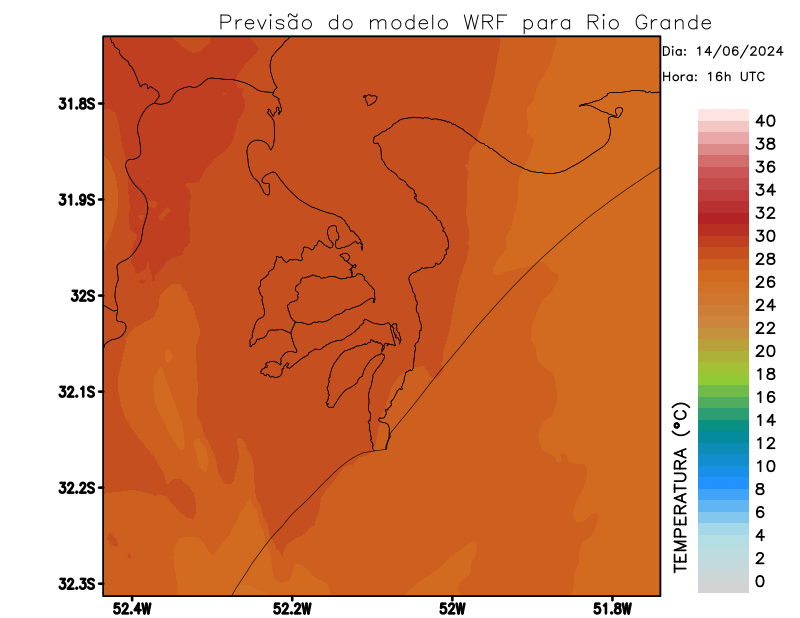 Previsão do modelo WRF para Rio Grande
Dia: 14/06/2024
Hora: 16h UTC
31.8S
31.9S
32S
32.1S
32.2S
32.3S
52.4W
52.2W
52W
51.8W
TEMPERATURA (°C)
40
38
36
34
32
30
28
26
24
22
20
18
16
14
12
10
8
6
4
2
0